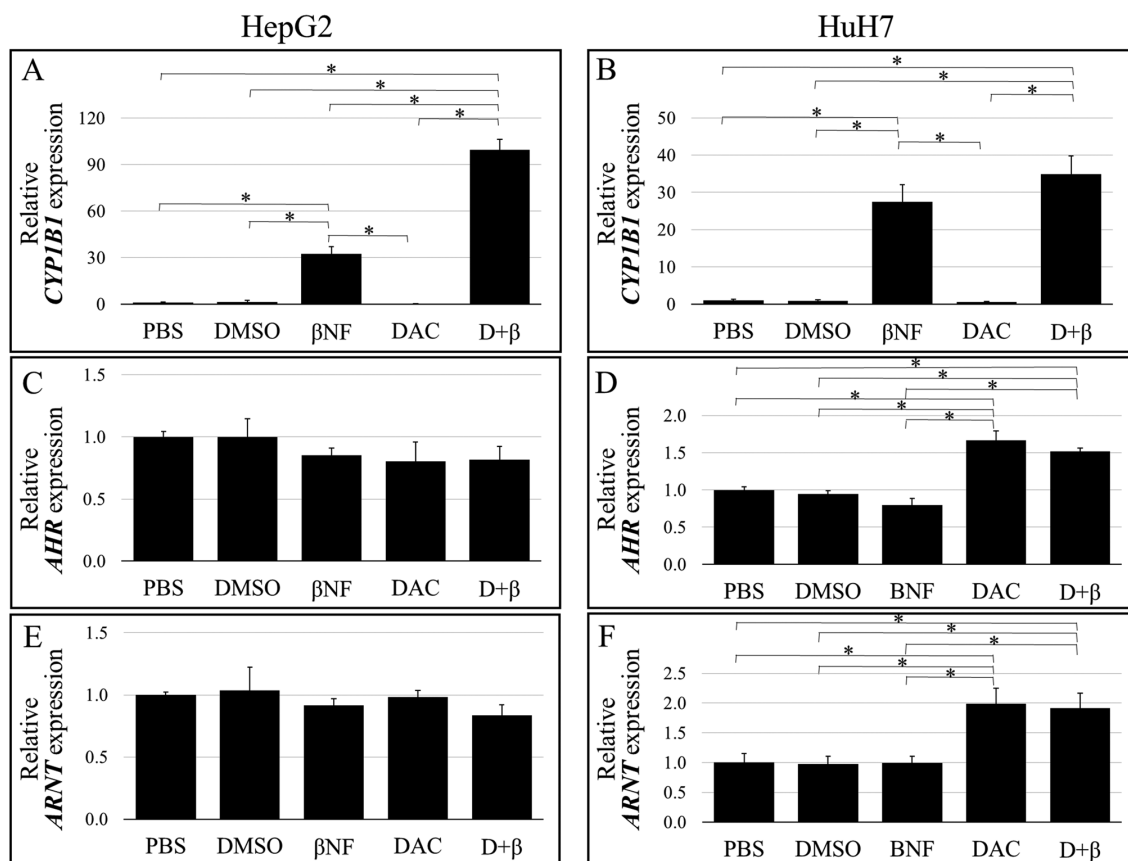 HepG2
HuH7
A
Relative
CYP1B1 expression
120
90
60
30
0
* * * *
* * *
PBS DMSO βNF DAC D+β
B
Relative
CYP1B1 expression
50
40
30
20
10
0
* * *
* * *
PBS DMSO βNF DAC D+β
C
Relative
AHR expression
1.5
1.0
0.5
0.0
PBS DMSO βNF DAC D+β
D
Relative
AHR expression
2.0
1.5
1.0
0.5
0.0
* * *
* * *
PBS DMSO BNF DAC D+β
E
Relative
ARNT expression
1.5
1.0
0.5
0.0
PBS DMSO βNF DAC D+β
F
Relative
ARNT expression
2.5
2.0
1.5
1.0
0.5
0.0
* * *
* * *
PBS DMSO BNF DAC D+β